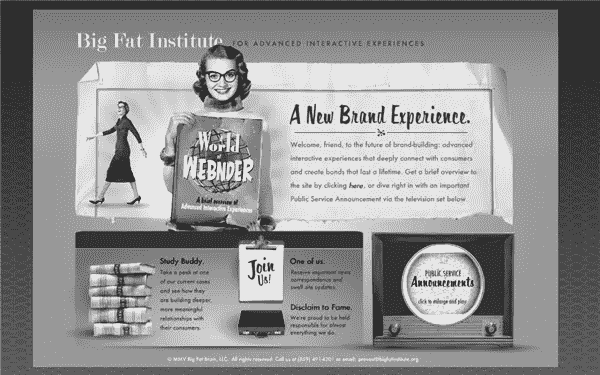 Big Fat Institute FOR ADVANCED INTERACTIVE EXPERIENCES
World
of
WEBNDER
A brief overview of
Advanced Interactive Experiences
A New Brand Experience.
Welcome, friend, to the future of brand-building: advanced
interactive experiences that deeply connect with consumers
and create bonds that last a lifetime. Get a brief overview to
the site by clicking here, or dive right in with an important
Public Service Announcement via the television set below.
Study Buddy.
Take a peek at one
of our current cases
and see how they
are building deeper,
more meaningful
relationships with
their consumers.
Join
Us!
One of us.
Receive important news
correspondence and
swell site updates.
Disclaim to Fame.
We're proud to be held
responsible for almost
everything we do.
PUBLIC SERVICE
Announcements
click to enlarge and play
© MMIV Big Fat Brain, LLC. All rights reserved. Call us at (859) 491-4201 or email: